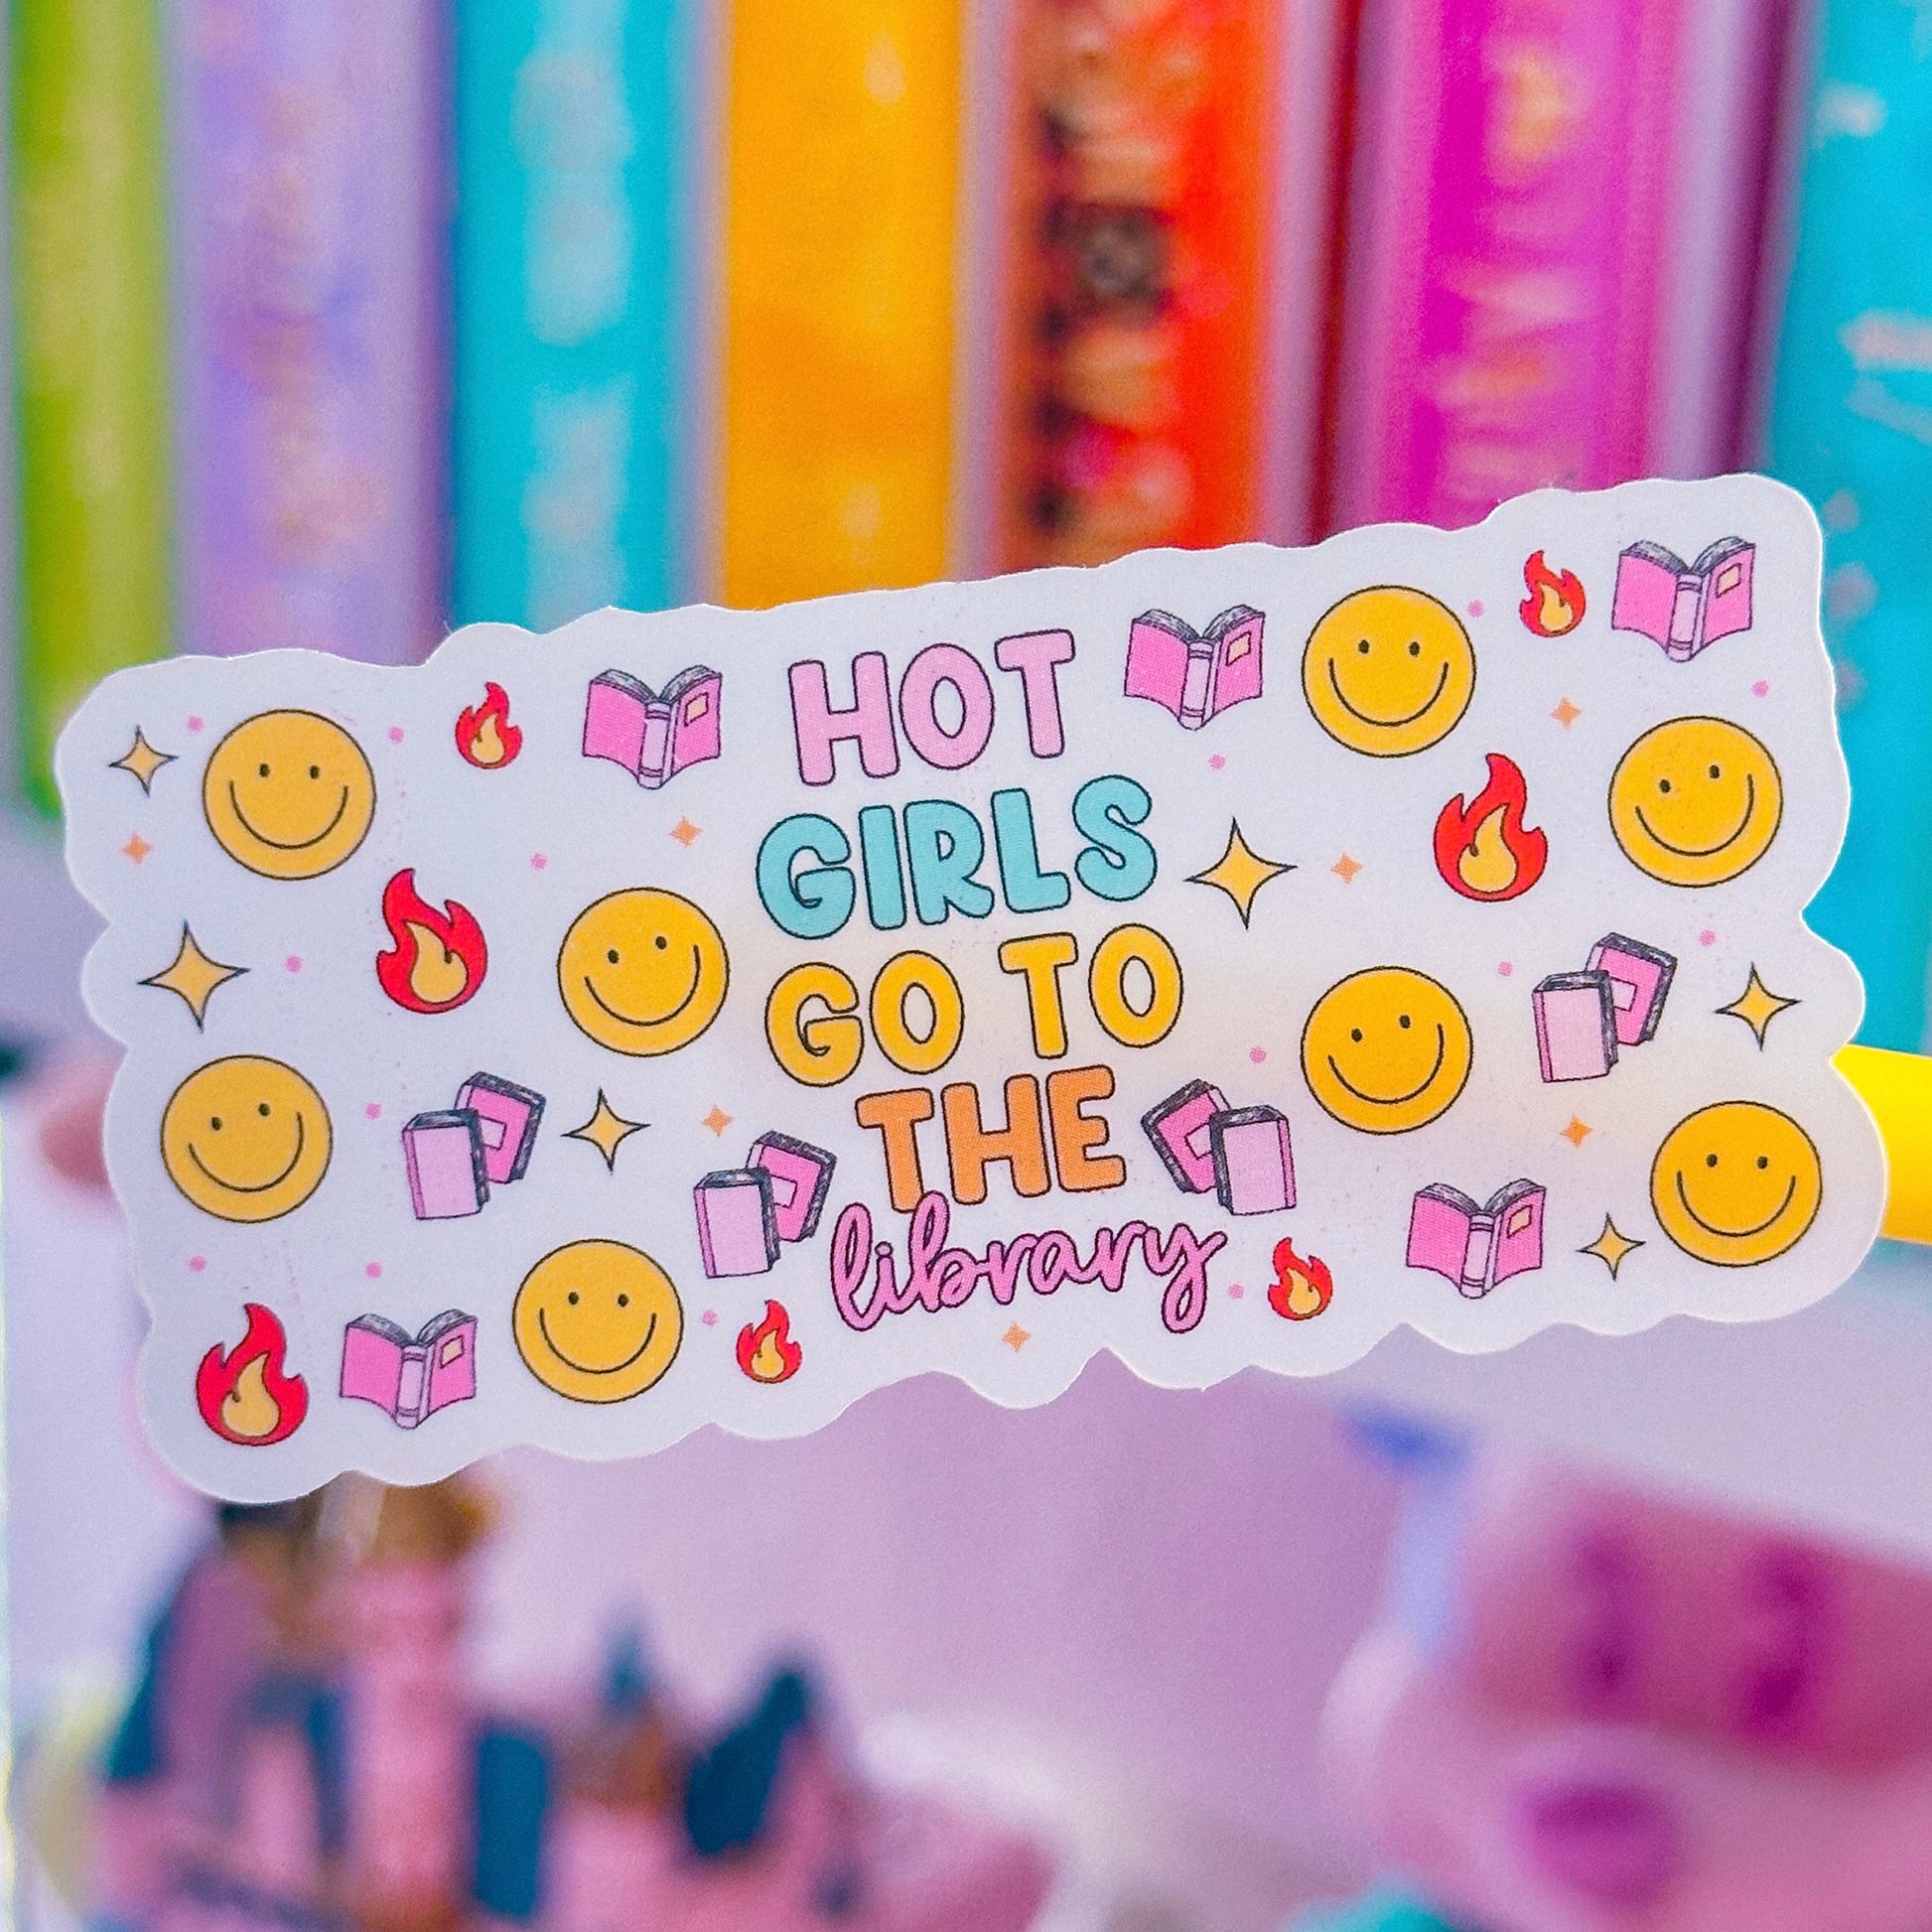 HOT
GIRLS
GO TO
THE
library